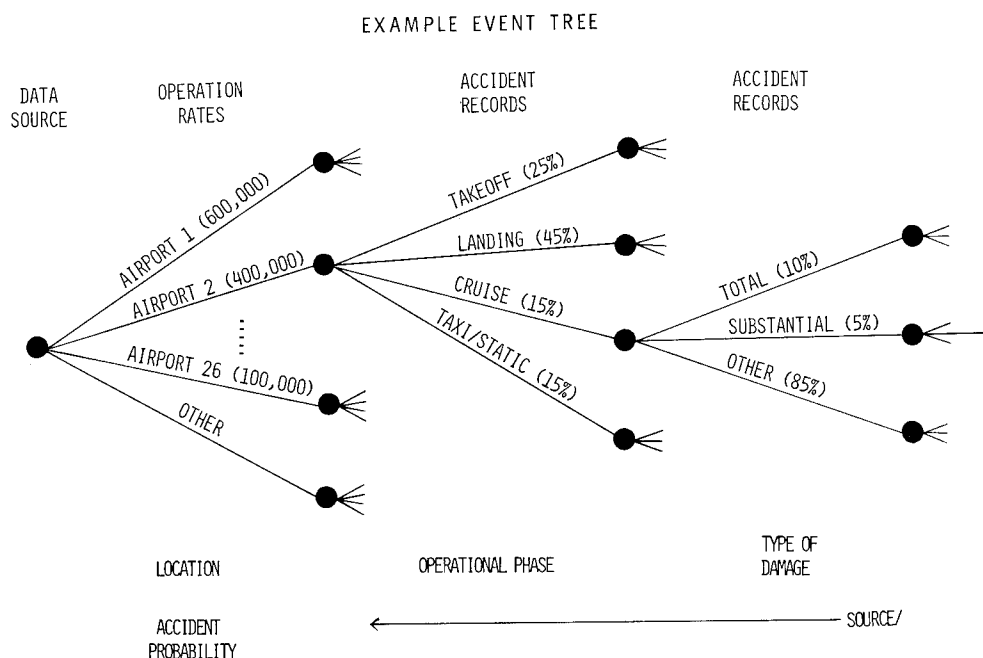 EXAMPLE EVENT TREE
DATA
SOURCE
OPERATION
RATES
ACCIDENT
RECORDS
ACCIDENT
RECORDS
AIRPORT 1 (600,000)
AIRPORT 2 (400,000)
AIRPORT 26 (100,000)
OTHER
TAKEOFF (25%)
LANDING (45%)
CRUISE (15%)
TAXI/STATIC (15%)
TOTAL (10%)
SUBSTANTIAL (5%)
OTHER (85%)
LOCATION
OPERATIONAL PHASE
TYPE OF
DAMAGE
ACCIDENT
PROBABILITY
SOURCE/